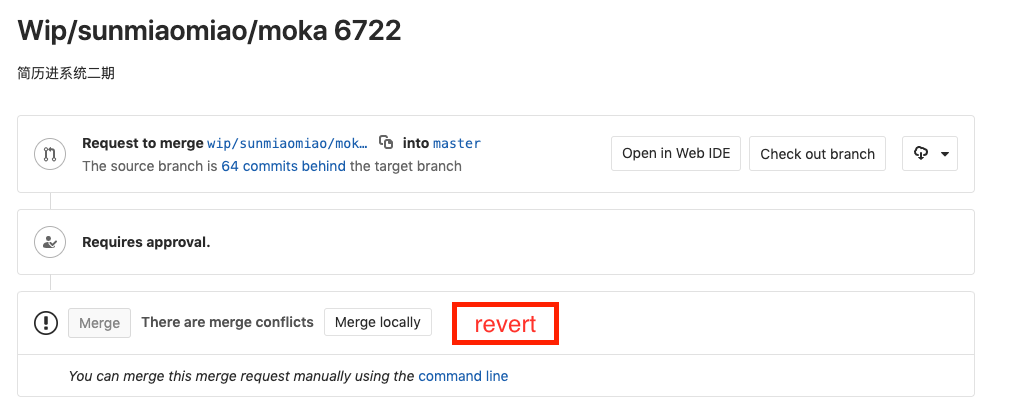 Wip/sunmiaomiao/moka 6722
简历进系统二期
Request to merge wip/sunmiaomiao/mok… into master
Open in Web IDE
Check out branch
The source branch is 64 commits behind the target branch
Requires approval.
Merge
There are merge conflicts
Merge locally
revert
You can merge this merge request manually using the command line